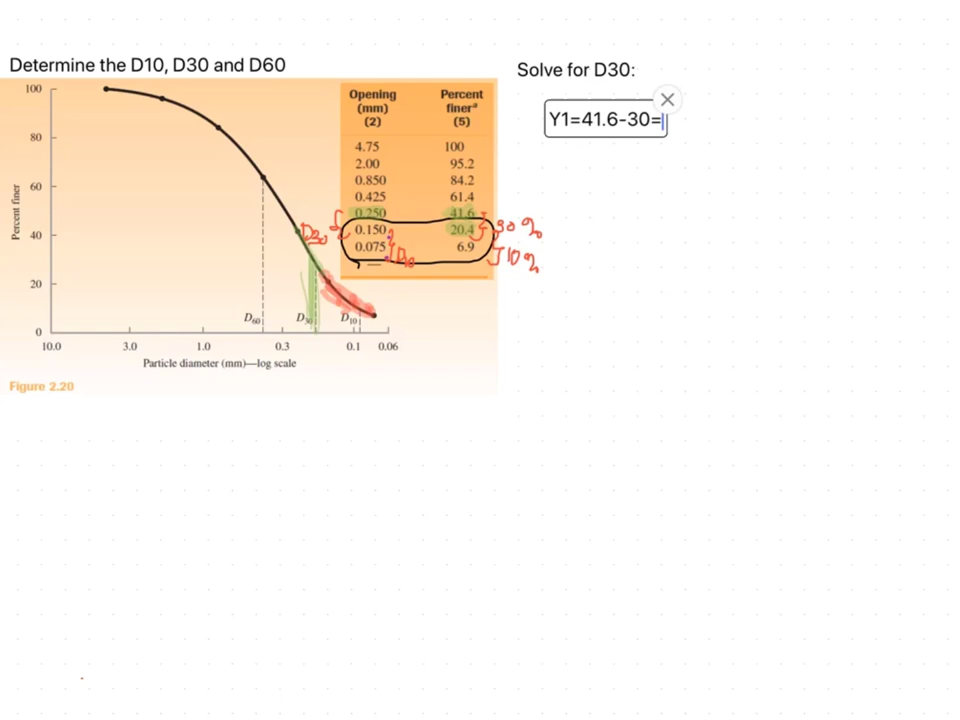 Determine the D10, D30 and D60
Solve for D30:
Y1=41.6-30=
Opening Percent
(mm) finerª
(2) (5)
4.75 100
2.00 95.2
0.850 84.2
0.425 61.4
0.250 41.6
0.150 20.4
0.075 6.9
—
30%
10%
D30
D10
Percent finer
100
80
60
40
20
0
D60 D30 D10
10.0 3.0 1.0 0.3 0.1 0.06
Particle diameter (mm)—log scale
Figure 2.20